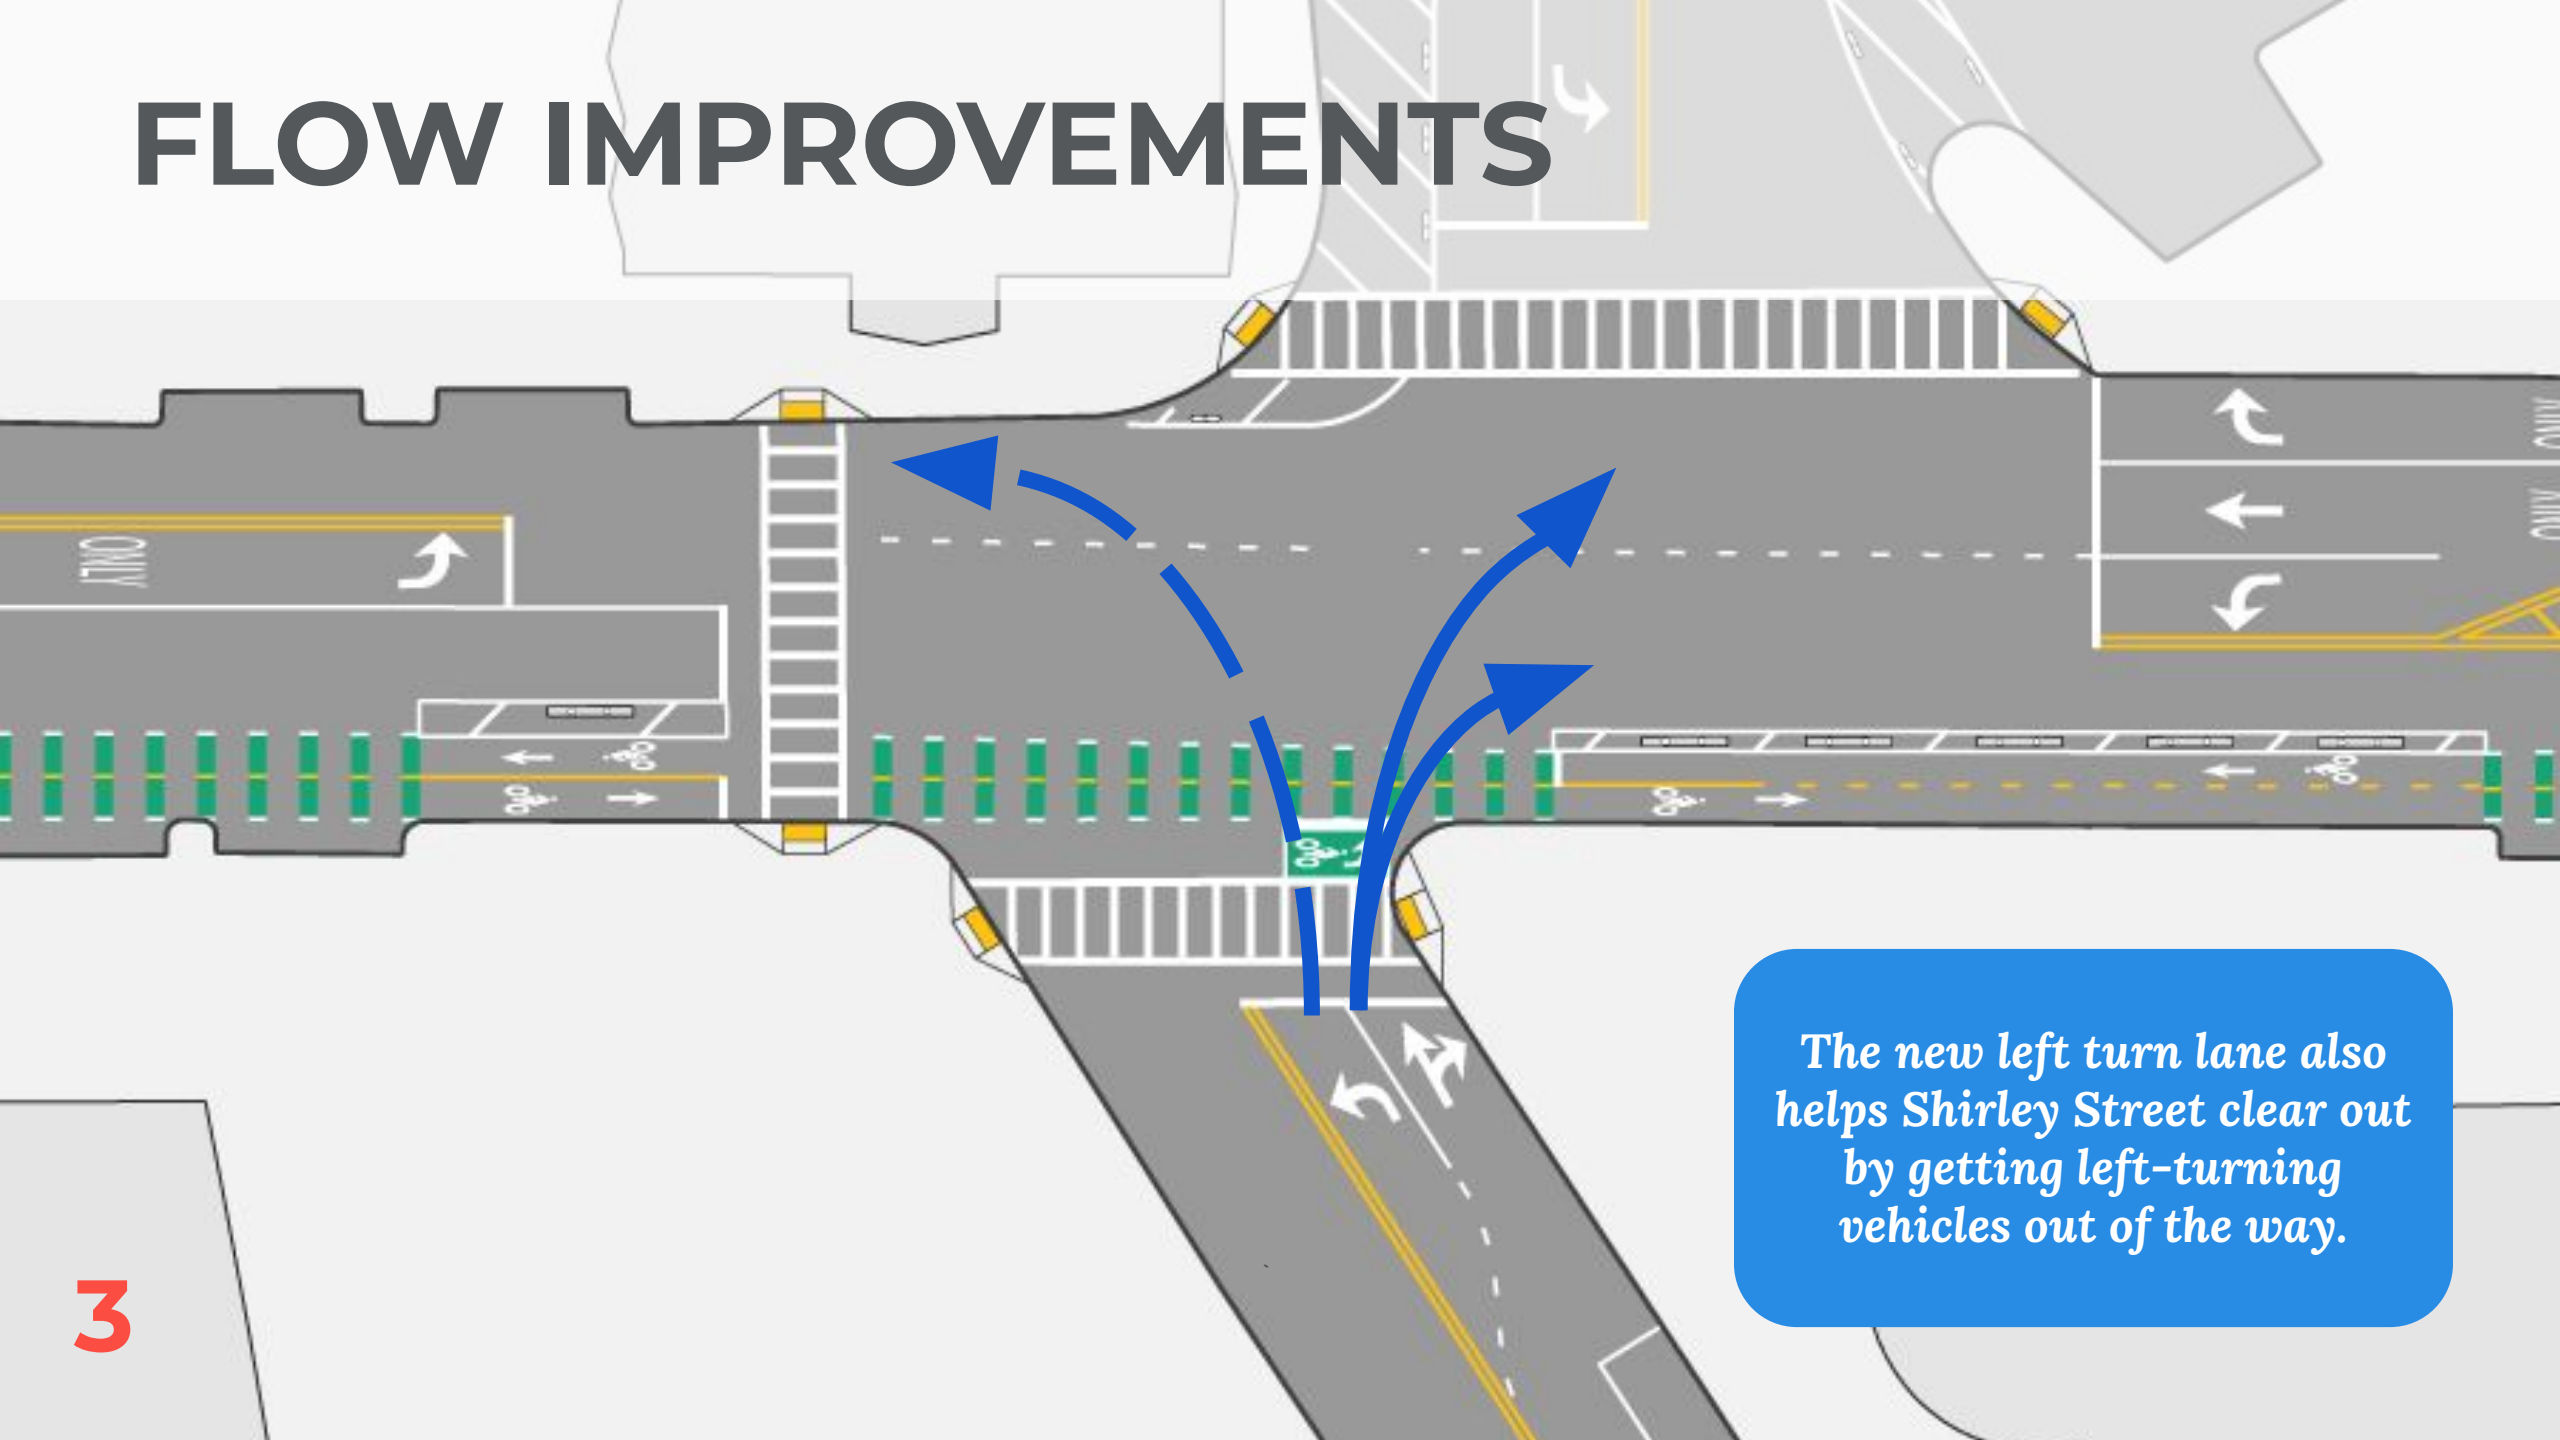 FLOW IMPROVEMENTS
ONLY
ONLY
ONLY
The new left turn lane also
helps Shirley Street clear out
by getting left-turning
vehicles out of the way.
3